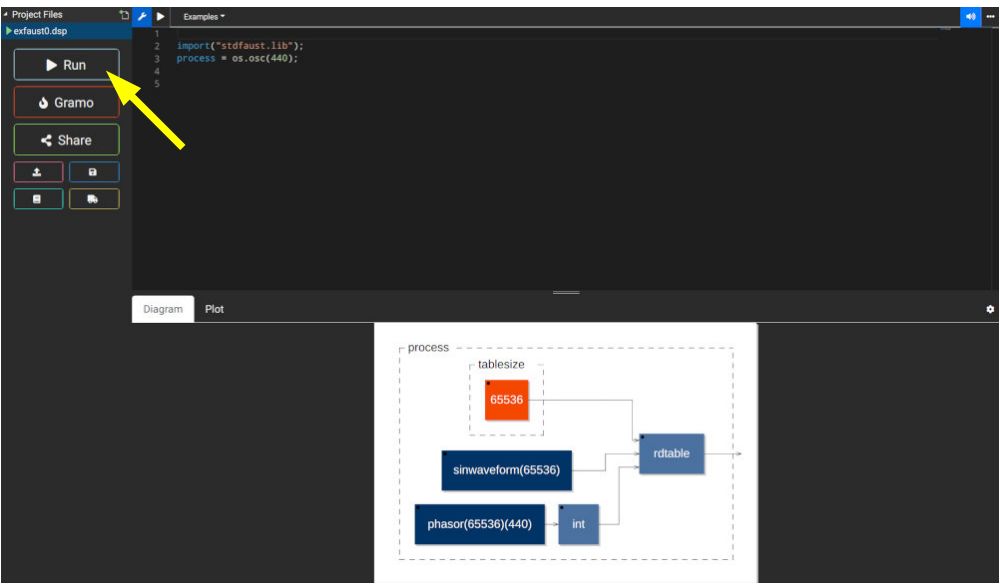 Project Files
Examples
exfaust0.dsp
1
2 import("stdfaust.lib");
3 process = os.osc(440);
4
5
Run
Gramo
Share
Diagram Plot
process
tablesize
65536
sinwaveform(65536)
rdtable
phasor(65536)(440)
int